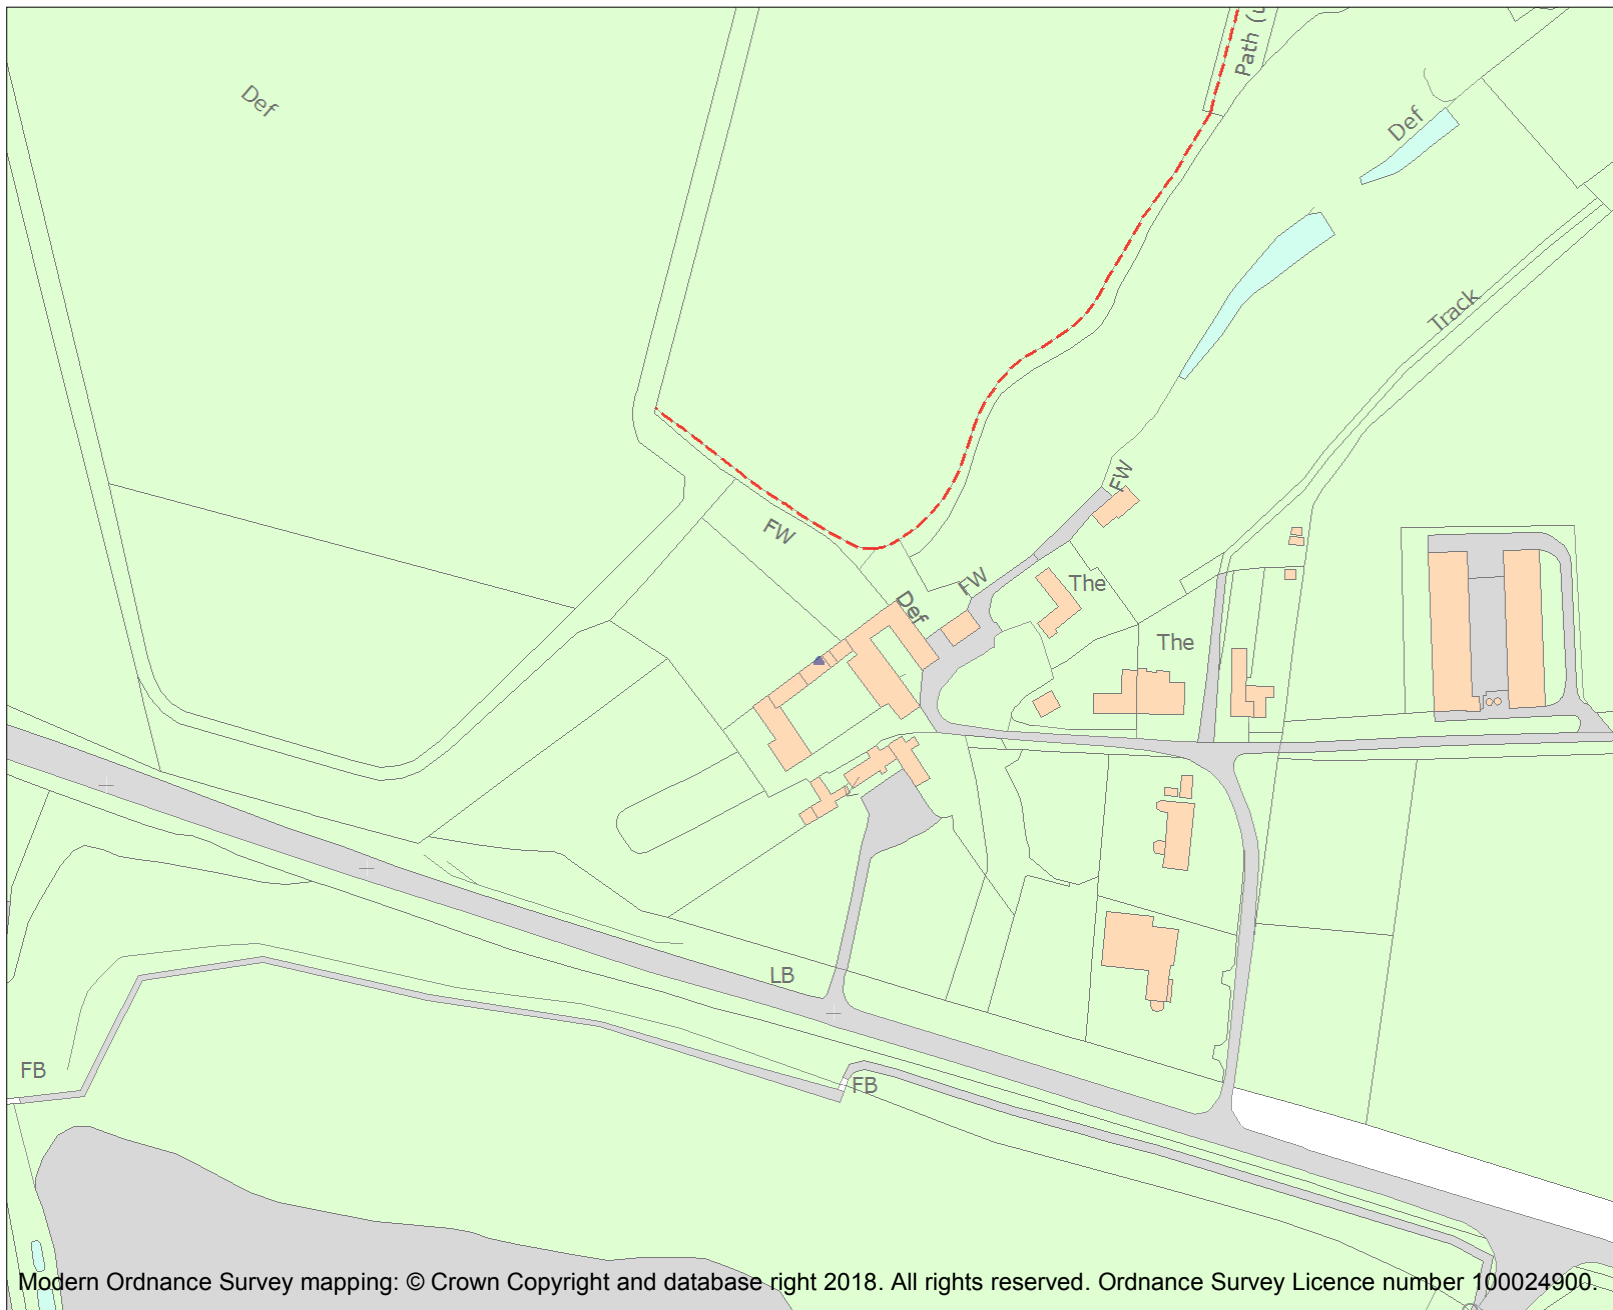 Path (u
Def
Def
Track
FW
FW
FW
Def
The
The
LB
FB
FB
Modern Ordnance Survey mapping: © Crown Copyright and database right 2018. All rights reserved. Ordnance Survey Licence number 100024900.